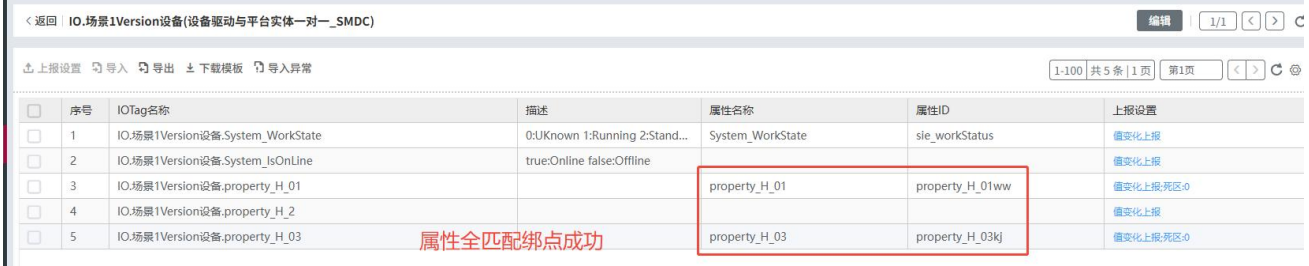 返回 IO.场景1Version设备(设备驱动与平台实体一对一_SMDC) 编辑 1/1
上报设置 导入 导出 下载模板 导入异常 1-100 共5条|1页 第1页
序号 IOTag名称 描述 属性名称 属性ID 上报设置
1 IO.场景1Version设备.System_WorkState 0:UKnown 1:Running 2:Stand... System_WorkState sie_workStatus 值变化上报
2 IO.场景1Version设备.System_IsOnLine true:Online false:Offline 值变化上报
3 IO.场景1Version设备.property_H_01 property_H_01 property_H_01ww 值变化上报;死区:0
4 IO.场景1Version设备.property_H_2 值变化上报
5 IO.场景1Version设备.property_H_03 属性全匹配绑点成功 property_H_03 property_H_03kj 值变化上报;死区:0